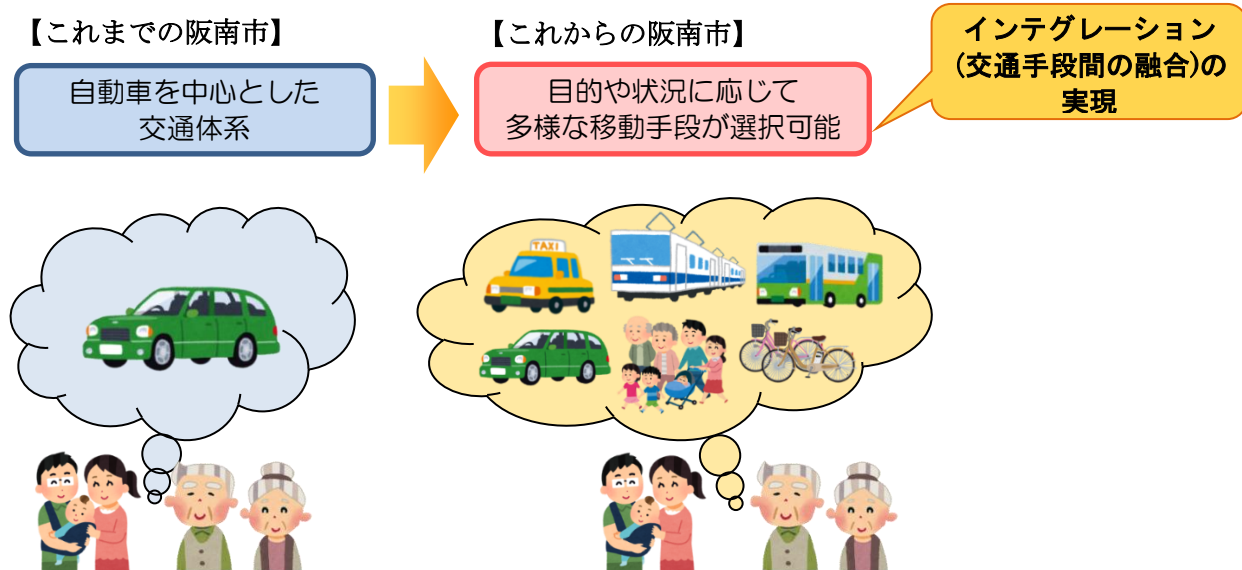 【これまでの阪南市】
自動車を中心とした
交通体系
【これからの阪南市】
目的や状況に応じて
多様な移動手段が選択可能
インテグレーション
(交通手段間の融合)の
実現
TAXI